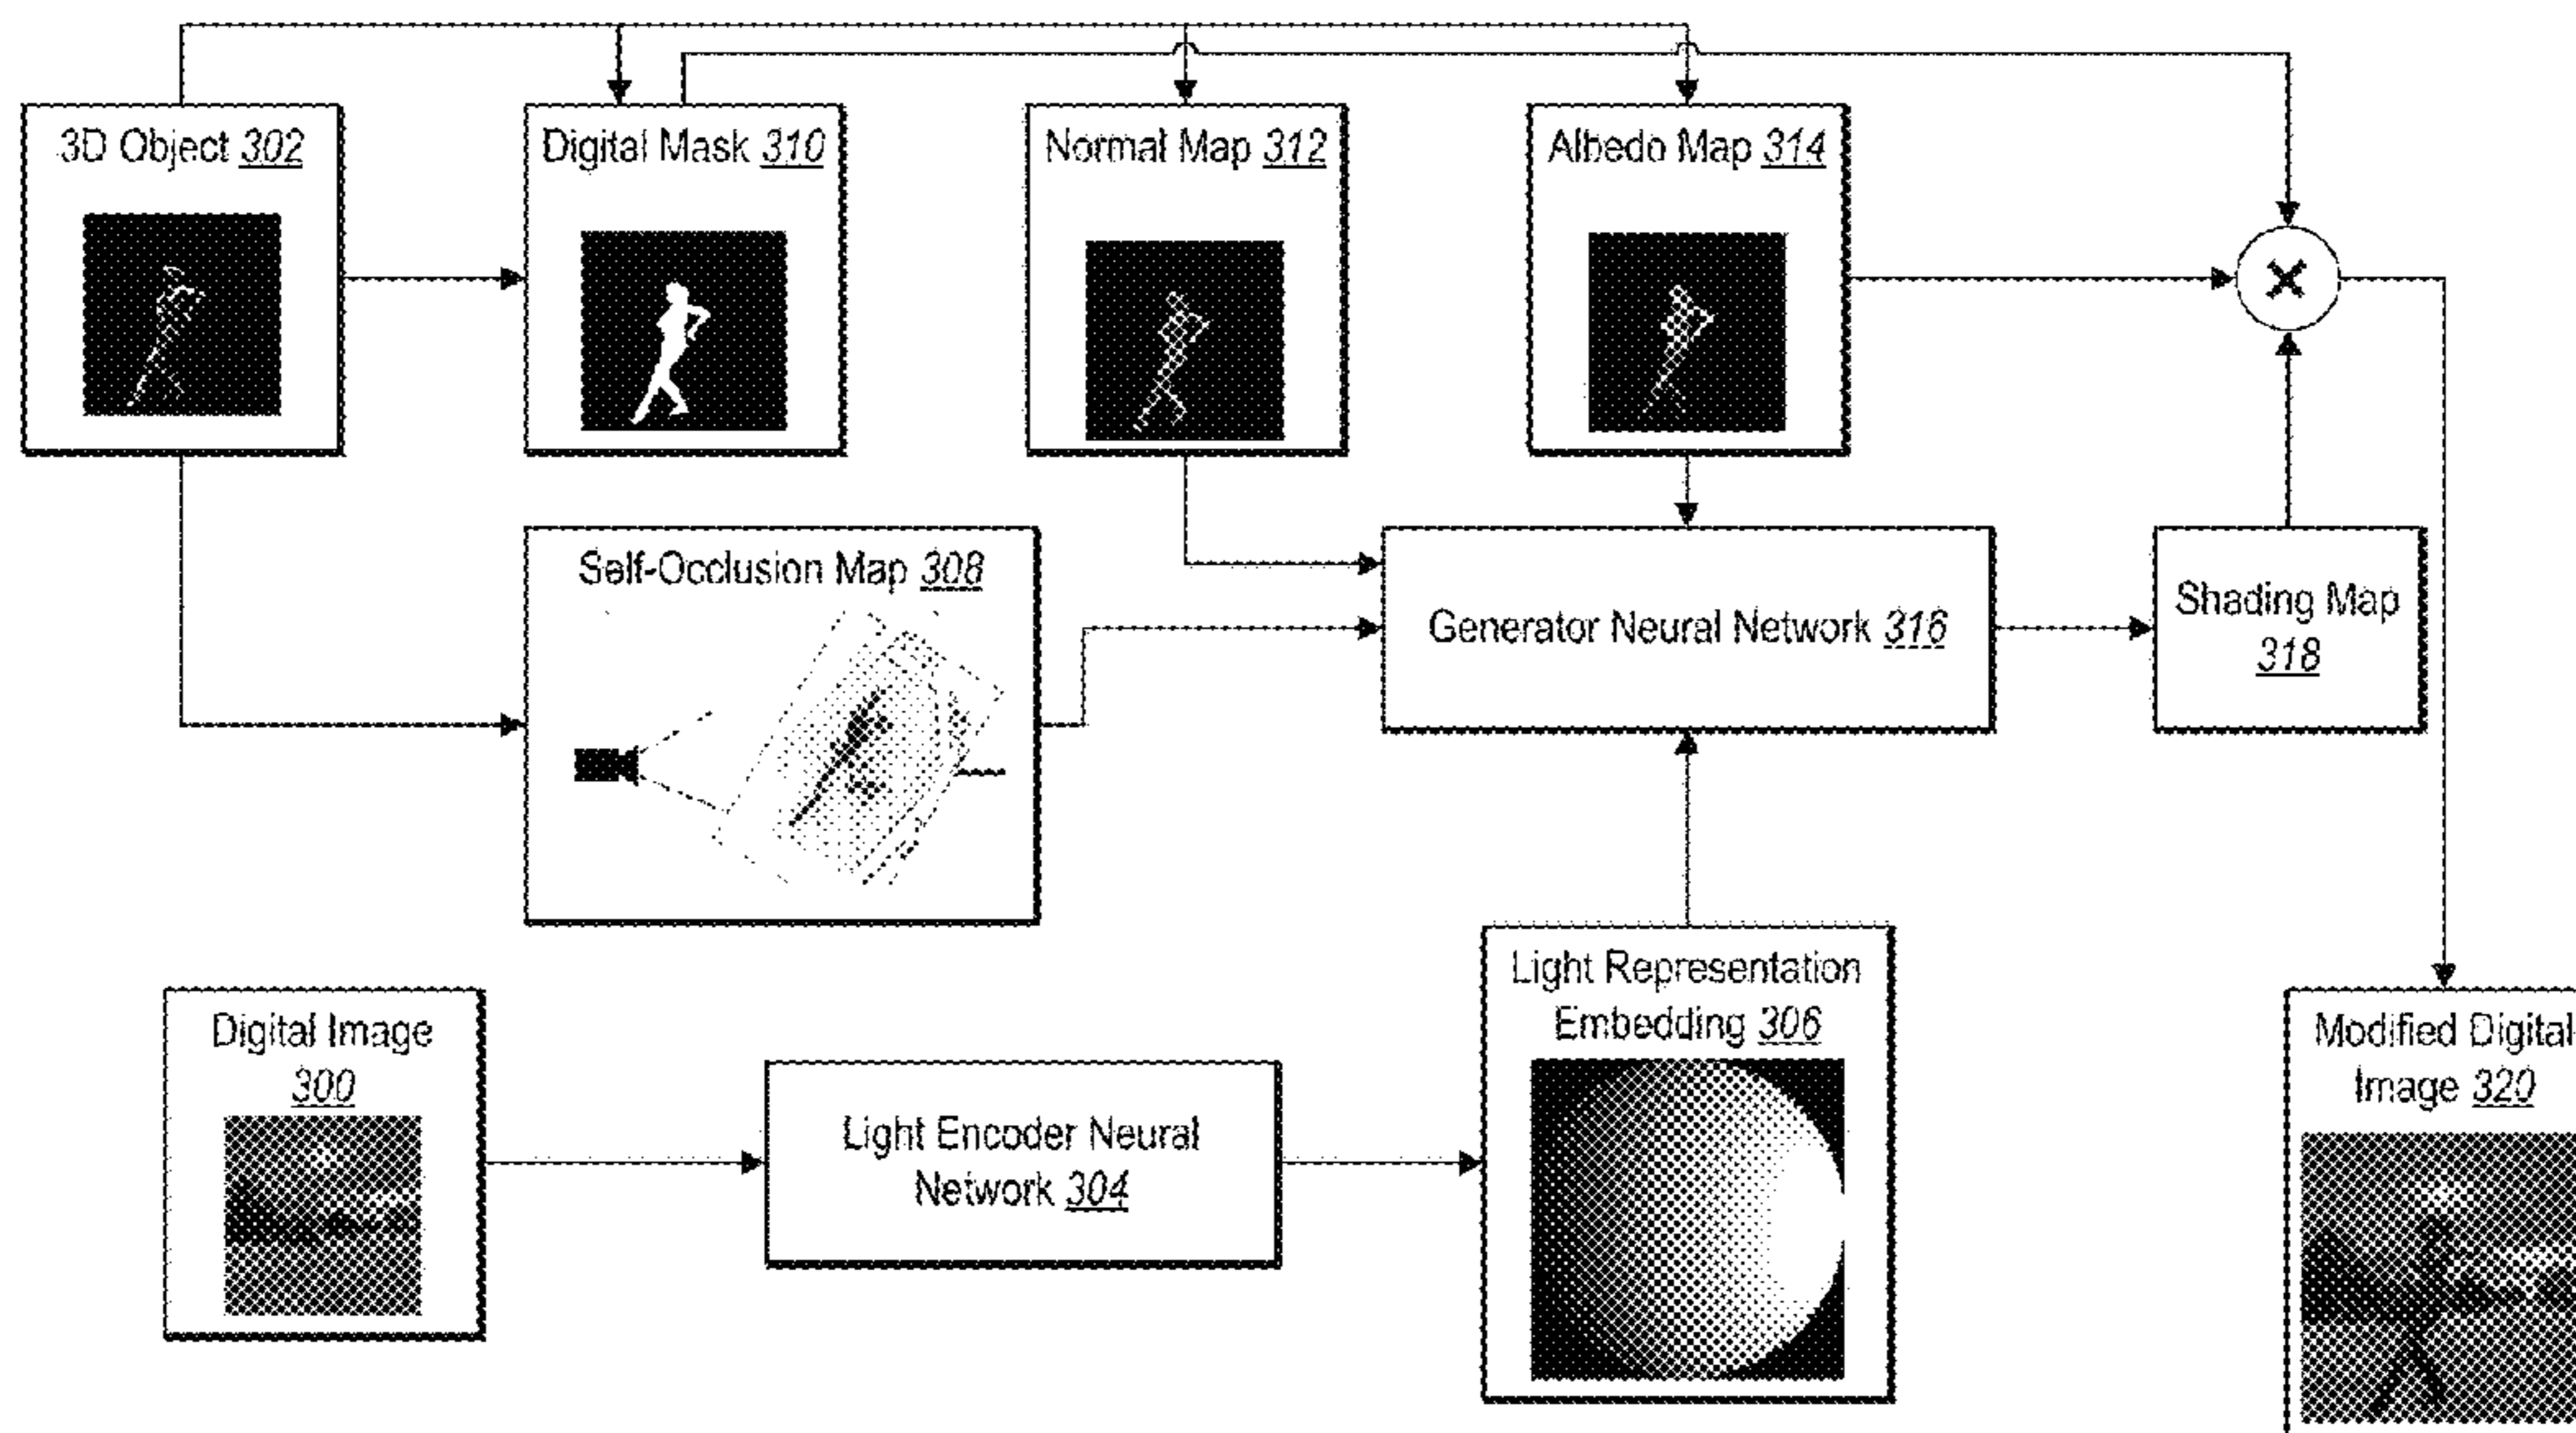 3D Object 302
Digital Mask 310
Normal Map 312
Albedo Map 314
Self-Occlusion Map 308
Generator Neural Network 316
Shading Map
318
Digital Image
300
Light Encoder Neural
Network 304
Light Representation
Embedding 306
Modified Digital
Image 320